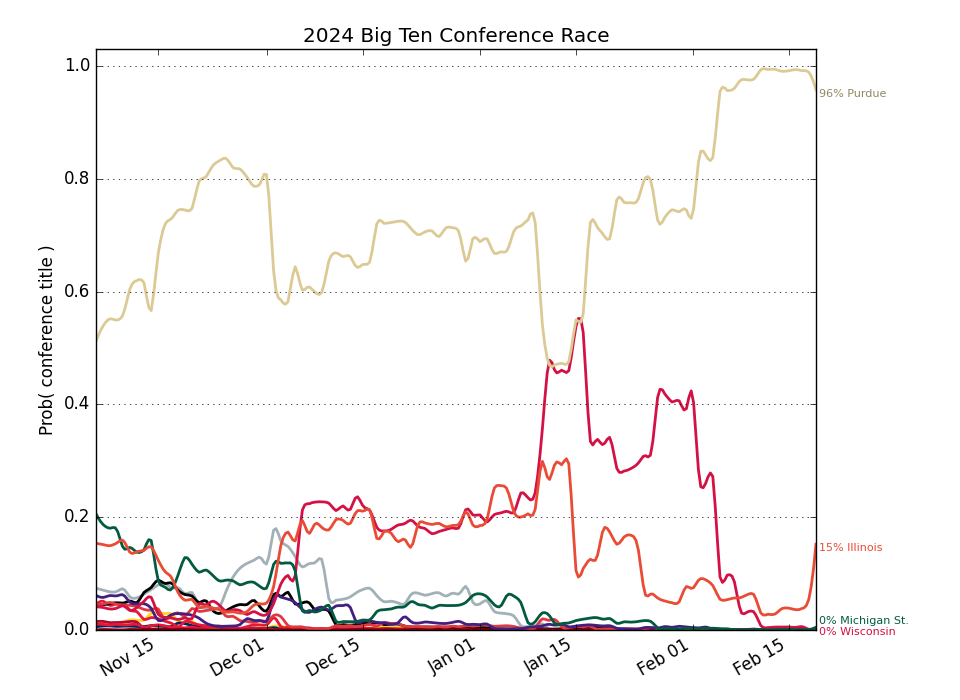 2024 Big Ten Conference Race
Prob( conference title )
1.0
0.8
0.6
0.4
0.2
0.0
96% Purdue
15% Illinois
0% Michigan St.
0% Wisconsin
Nov 15
Dec 01
Dec 15
Jan 01
Jan 15
Feb 01
Feb 15